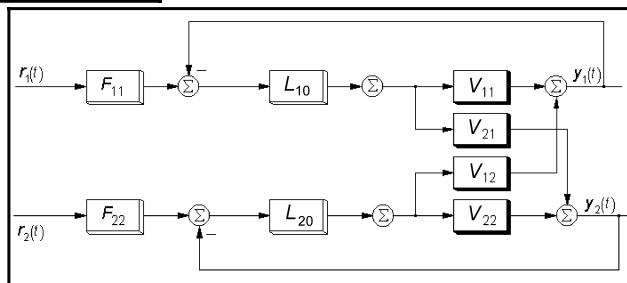 r₁(t) F₁₁ Σ − L₁₀ Σ V₁₁ Σ y₁(t)
V₂₁
V₁₂
r₂(t) F₂₂ Σ − L₂₀ Σ V₂₂ Σ y₂(t)